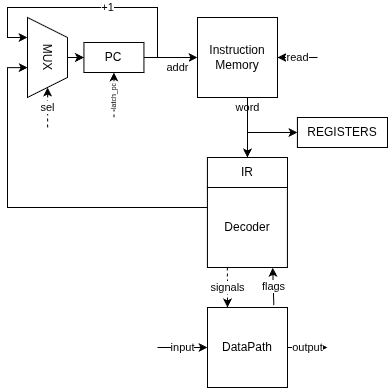 +1
MUX
PC
addr
Instruction
Memory
read
sel
latch_pc
word
REGISTERS
IR
Decoder
signals
flags
input
DataPath
output